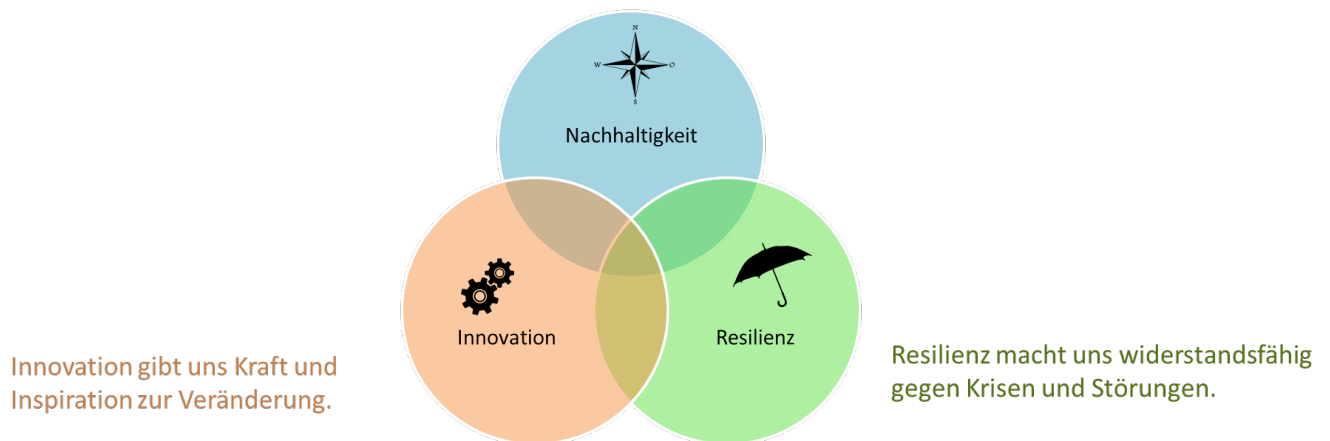 N
W
O
S
Nachhaltigkeit
Innovation
Resilienz
Innovation gibt uns Kraft und
Inspiration zur Veränderung.
Resilienz macht uns widerstandsfähig
gegen Krisen und Störungen.